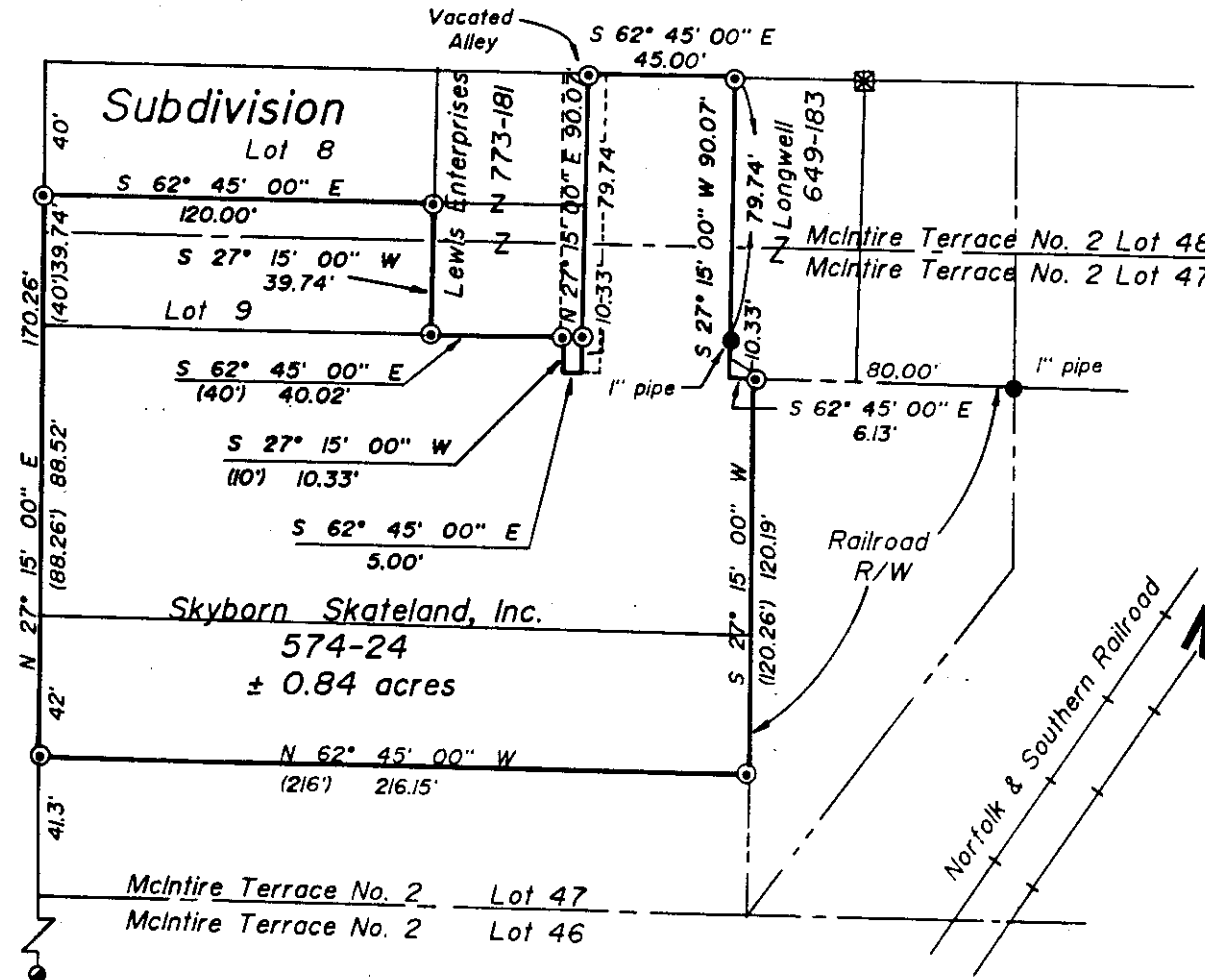 Vacated
Alley
S 62° 45' 00" E
45.00'
Subdivision
Lot 8
40'
S 62° 45' 00" E
120.00'
Lewis Enterprises
773-181
Z
Z
N 27° 15' 00" E 90.07'
79.74'
10.33'
S 27° 15' 00" W 90.07'
79.74'
10.33'
Longwell
649-183
Z
McIntire Terrace No. 2 Lot 48
McIntire Terrace No. 2 Lot 47
170.26'
(40') 39.74'
S 27° 15' 00" W
39.74'
Lot 9
S 62° 45' 00" E
(40') 40.02'
1" pipe
80.00'
1" pipe
S 62° 45' 00" E
6.13'
S 27° 15' 00" W
(10') 10.33'
S 62° 45' 00" E
5.00'
N 27° 15' 00" E
(88.26') 88.52'
S 27° 15' 00" W
(120.26') 120.19'
Railroad
R/W
Skyborn Skateland, Inc.
574-24
± 0.84 acres
42'
N 62° 45' 00" W
(216') 216.15'
Norfolk & Southern Railroad
41.3'
McIntire Terrace No. 2 Lot 47
McIntire Terrace No. 2 Lot 46